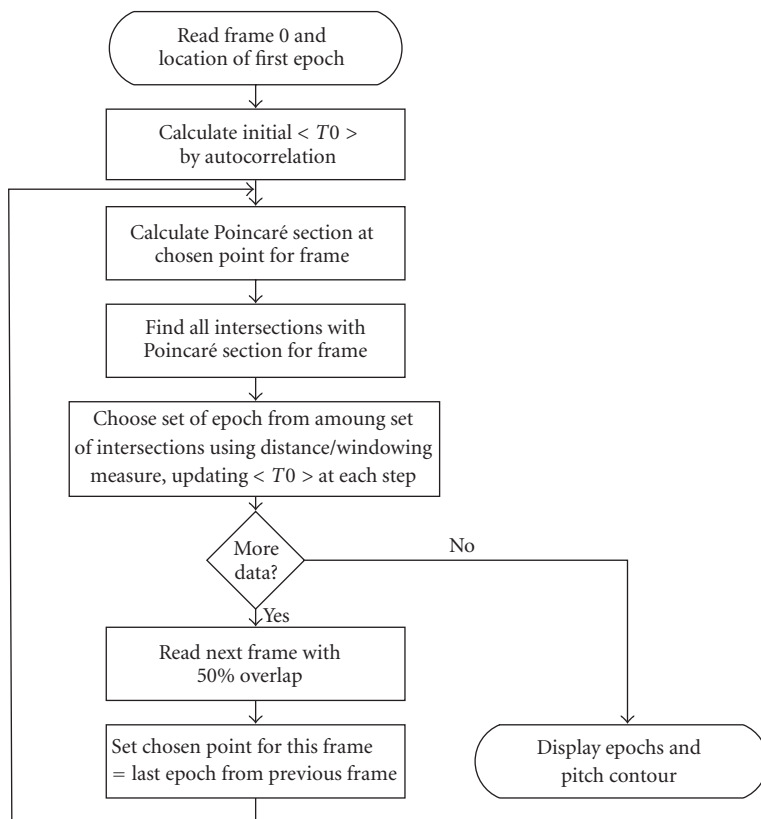 Read frame 0 and
location of first epoch
Calculate initial < T0 >
by autocorrelation
Calculate Poincaré section at
chosen point for frame
Find all intersections with
Poincaré section for frame
Choose set of epoch from amoung set
of intersections using distance/windowing
measure, updating < T0 > at each step
More
data?
No
Yes
Read next frame with
50% overlap
Set chosen point for this frame
= last epoch from previous frame
Display epochs and
pitch contour